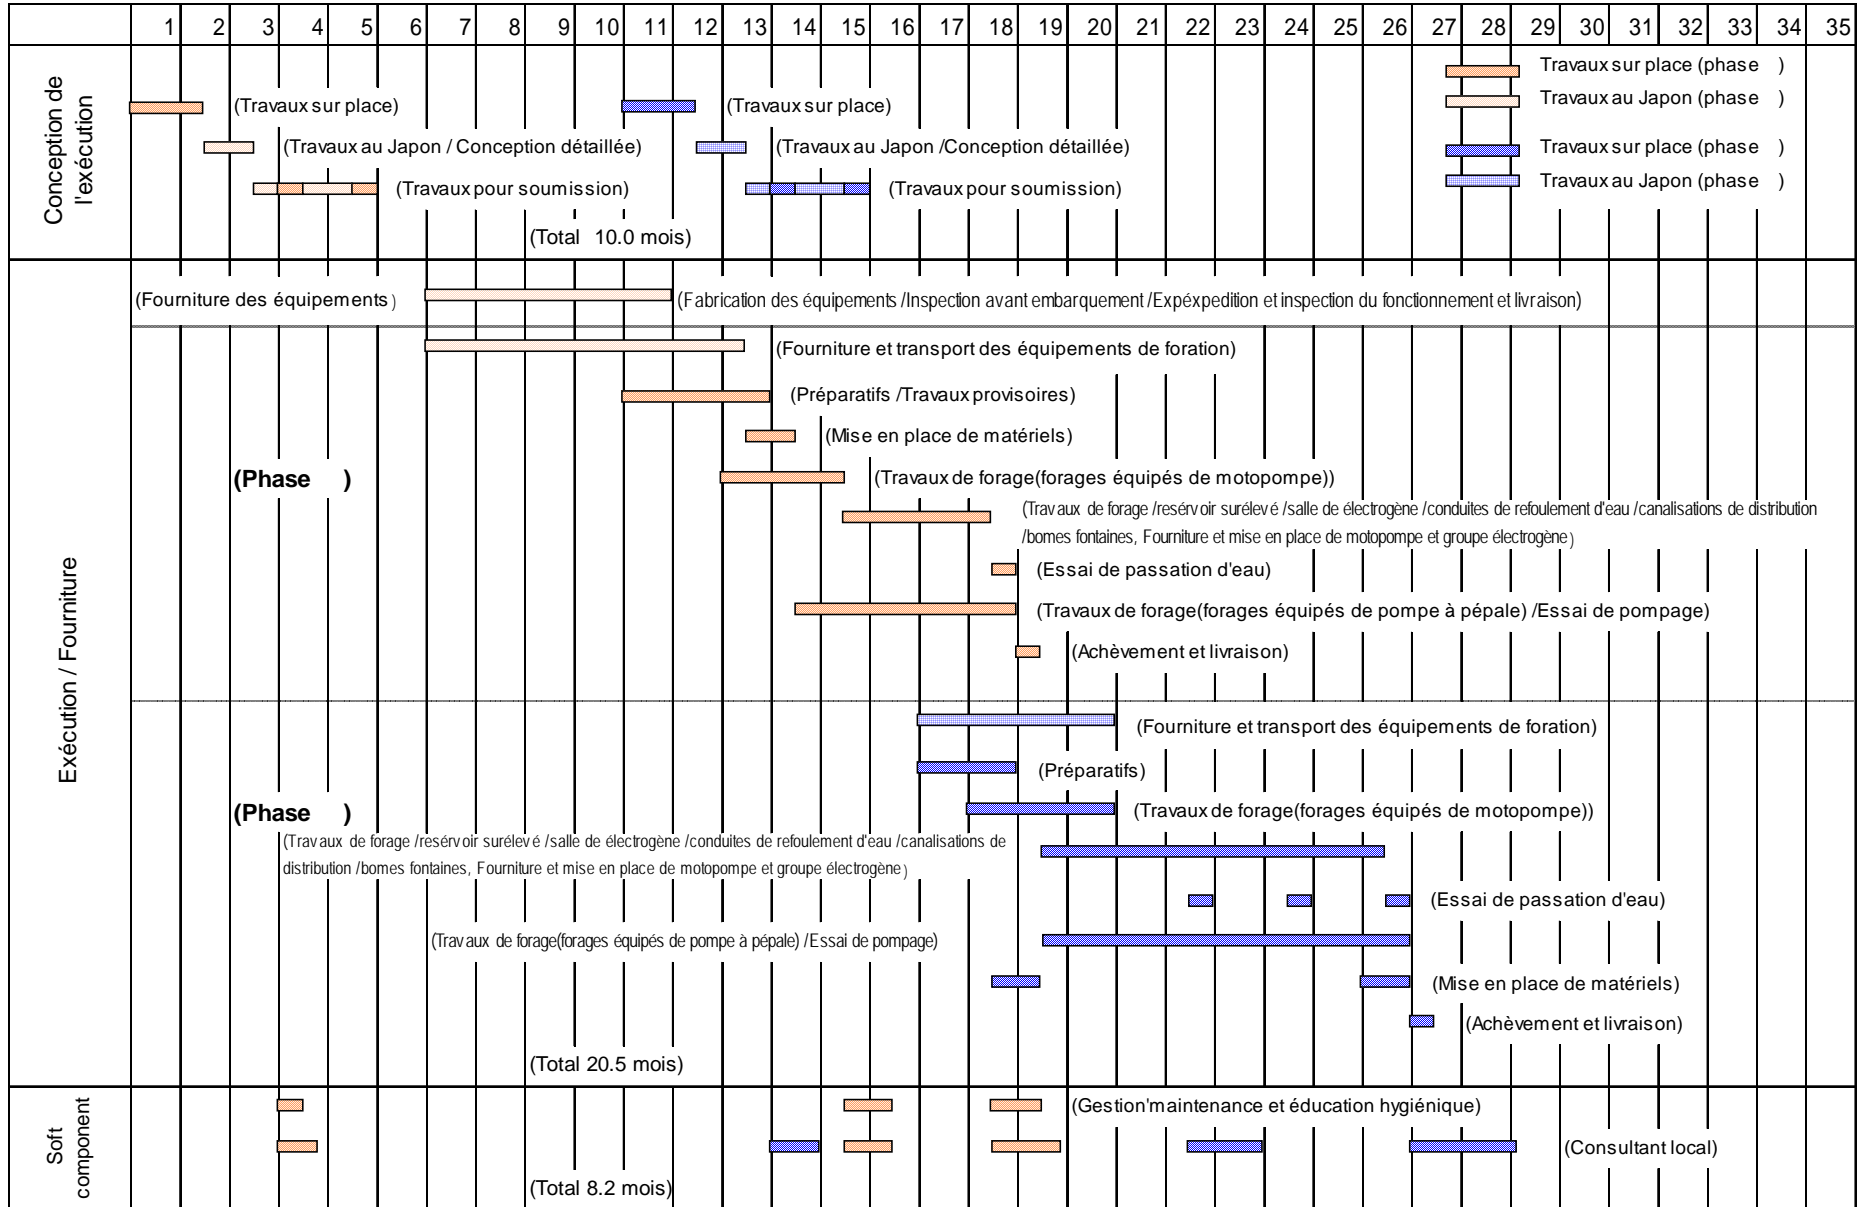 1 2 3 4 5 6 7 8 9 10 11 12 13 14 15 16 17 18 19 20 21 22 23 24 25 26 27 28 29 30 31 32 33 34 35
Conception de
l'exécution
Travaux sur place (phase )
Travaux au Japon (phase )
Travaux sur place (phase )
Travaux au Japon (phase )
(Travaux sur place)
(Travaux sur place)
(Travaux au Japon / Conception détaillée)
(Travaux au Japon /Conception détaillée)
(Travaux pour soumission)
(Travaux pour soumission)
(Total 10.0 mois)
Exécution / Fourniture
(Fourniture des équipements)
(Fabrication des équipements /Inspection avant embarquement /Expéxpedition et inspection du fonctionnement et livraison)
(Fourniture et transport des équipements de foration)
(Préparatifs /Travaux provisoires)
(Mise en place de matériels)
(Phase )
(Travaux de forage(forages équipés de motopompe))
(Travaux de forage /resérvoir surélevé /salle de électrogène /conduites de refoulement d'eau /canalisations de distribution
/bornes fontaines, Fourniture et mise en place de motopompe et groupe électrogène)
(Essai de passation d'eau)
(Travaux de forage(forages équipés de pompe à pépale) /Essai de pompage)
(Achèvement et livraison)
(Fourniture et transport des équipements de foration)
(Préparatifs)
(Phase )
(Travaux de forage(forages équipés de motopompe))
(Travaux de forage /resérvoir surélevé /salle de électrogène /conduites de refoulement d'eau /canalisations de
distribution /bornes fontaines, Fourniture et mise en place de motopompe et groupe électrogène)
(Essai de passation d'eau)
(Travaux de forage(forages équipés de pompe à pépale) /Essai de pompage)
(Mise en place de matériels)
(Achèvement et livraison)
(Total 20.5 mois)
Soft
component
(Gestion'maintenance et éducation hygiénique)
(Consultant local)
(Total 8.2 mois)